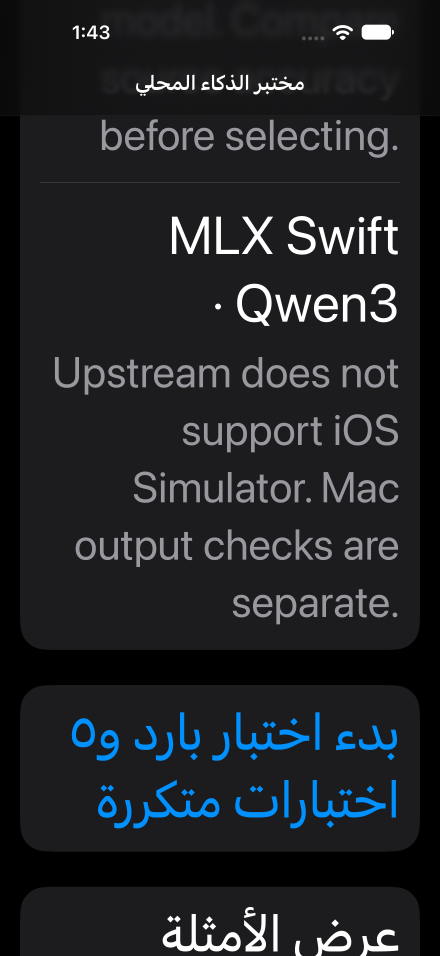 1:43
مختبر الذكاء المحلي
before selecting.
MLX Swift
· Qwen3
Upstream does not
support iOS
Simulator. Mac
output checks are
separate.
بدء اختبار بارد و٥
اختبارات متكررة
عرض الأمثلة